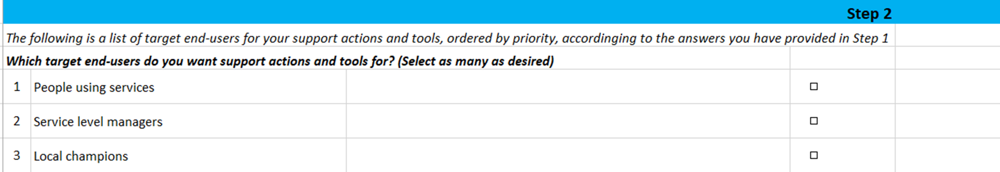 Step 2
The following is a list of target end-users for your support actions and tools, ordered by priority, accordinging to the answers you have provided in Step 1
Which target end-users do you want support actions and tools for? (Select as many as desired)
1 People using services
2 Service level managers
3 Local champions